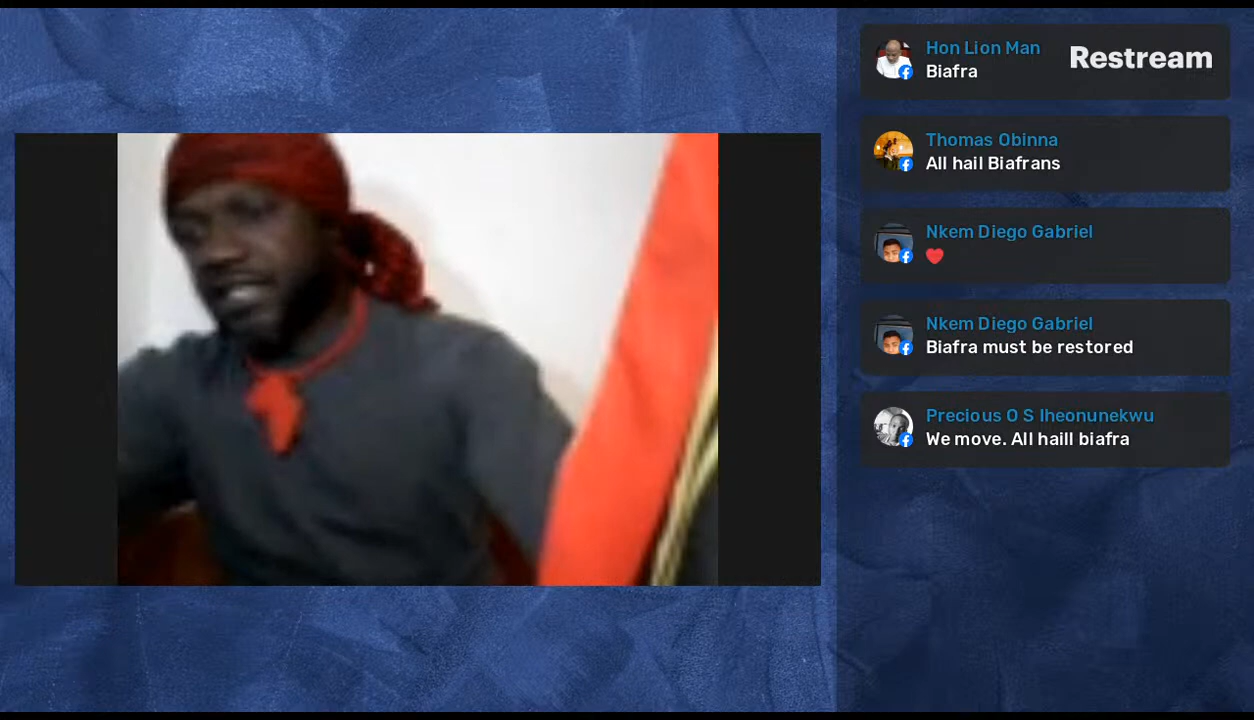 Hon Lion Man
Biafra
Restream
Thomas Obinna
All hail Biafrans
Nkem Diego Gabriel
❤️
Nkem Diego Gabriel
Biafra must be restored
Precious O S Iheonunekwu
We move. All haill biafra